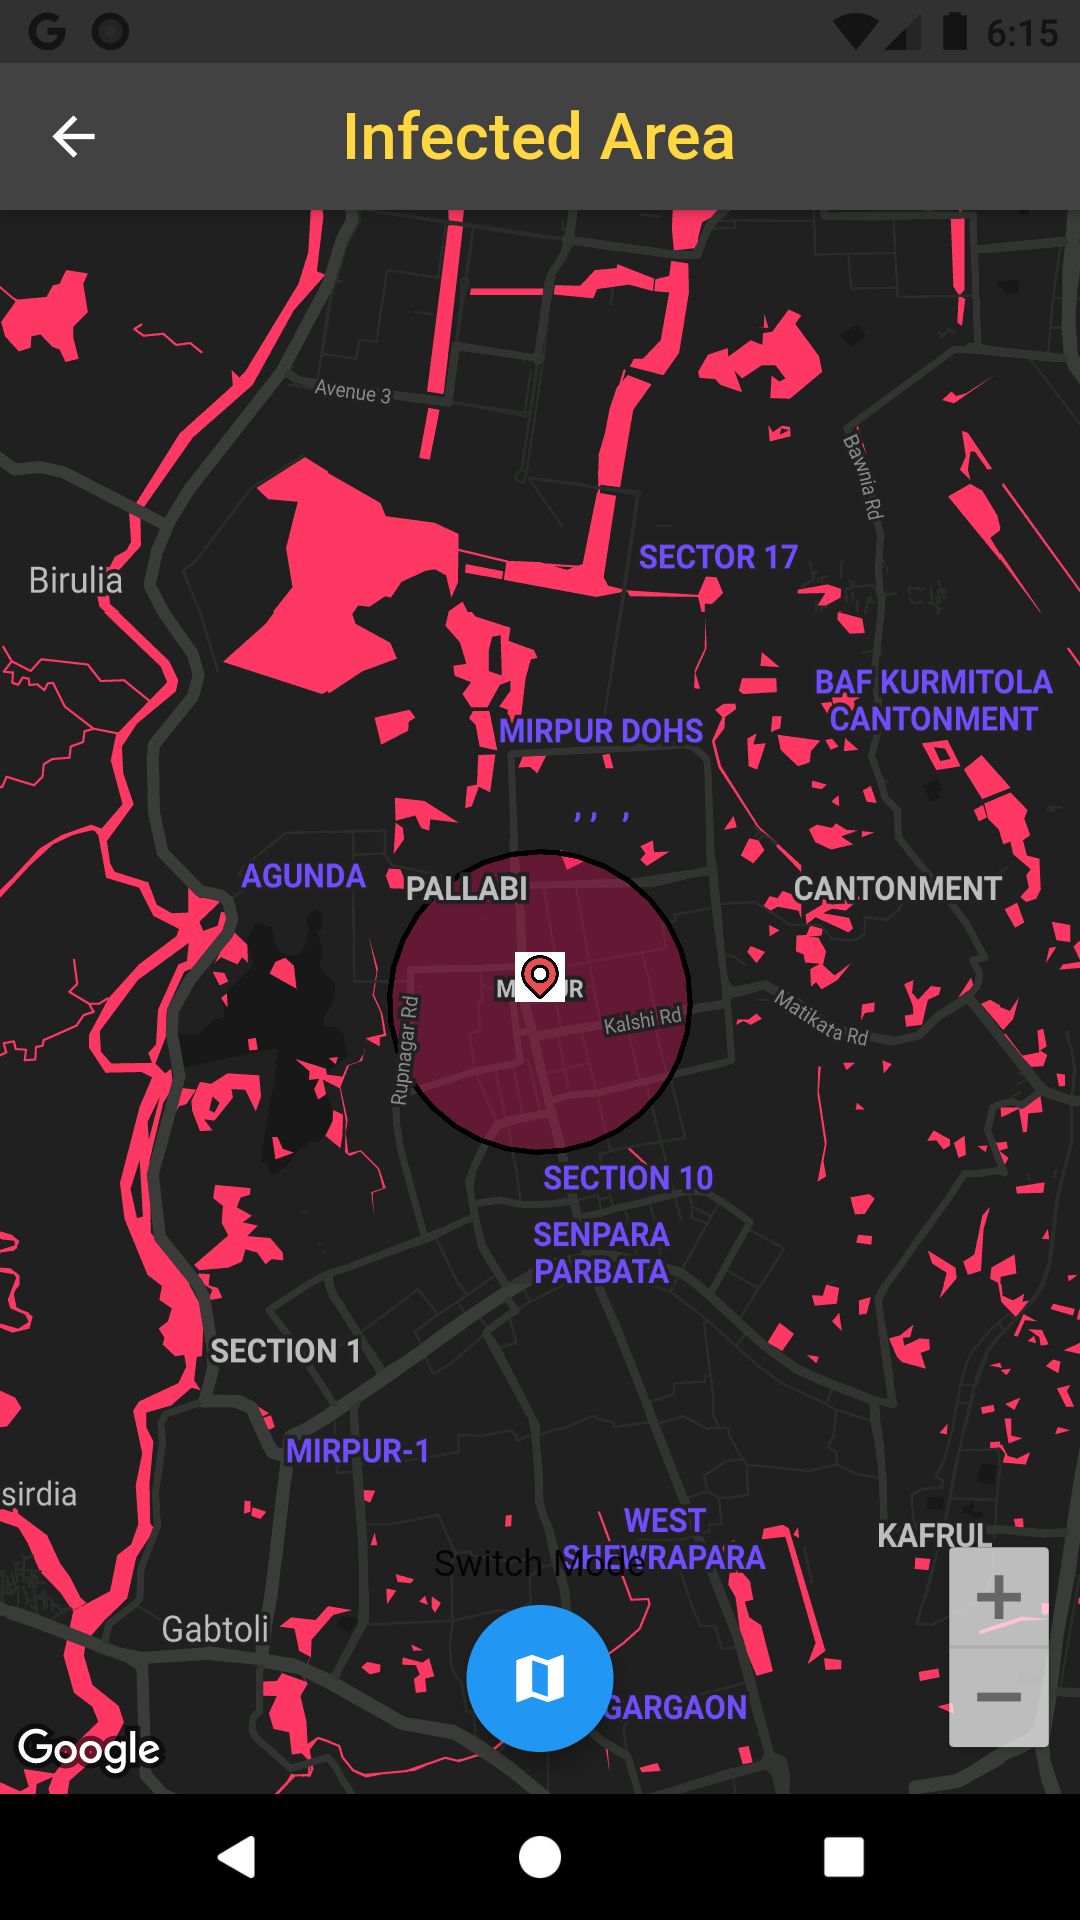 6:15
Infected Area
Avenue 3
Bawnia Rd
SECTOR 17
Birulia
BAF KURMITOLA
CANTONMENT
MIRPUR DOHS
, , ,
AGUNDA
PALLABI
CANTONMENT
Kalshi Rd
Matikata Rd
Rupnagar Rd
SECTION 10
SENPARA
PARBATA
SECTION 1
MIRPUR-1
sirdia
WEST
SHEWRAPARA
KAFRUL
Switch Mode
+
Gabtoli
−
GARGAON
Google